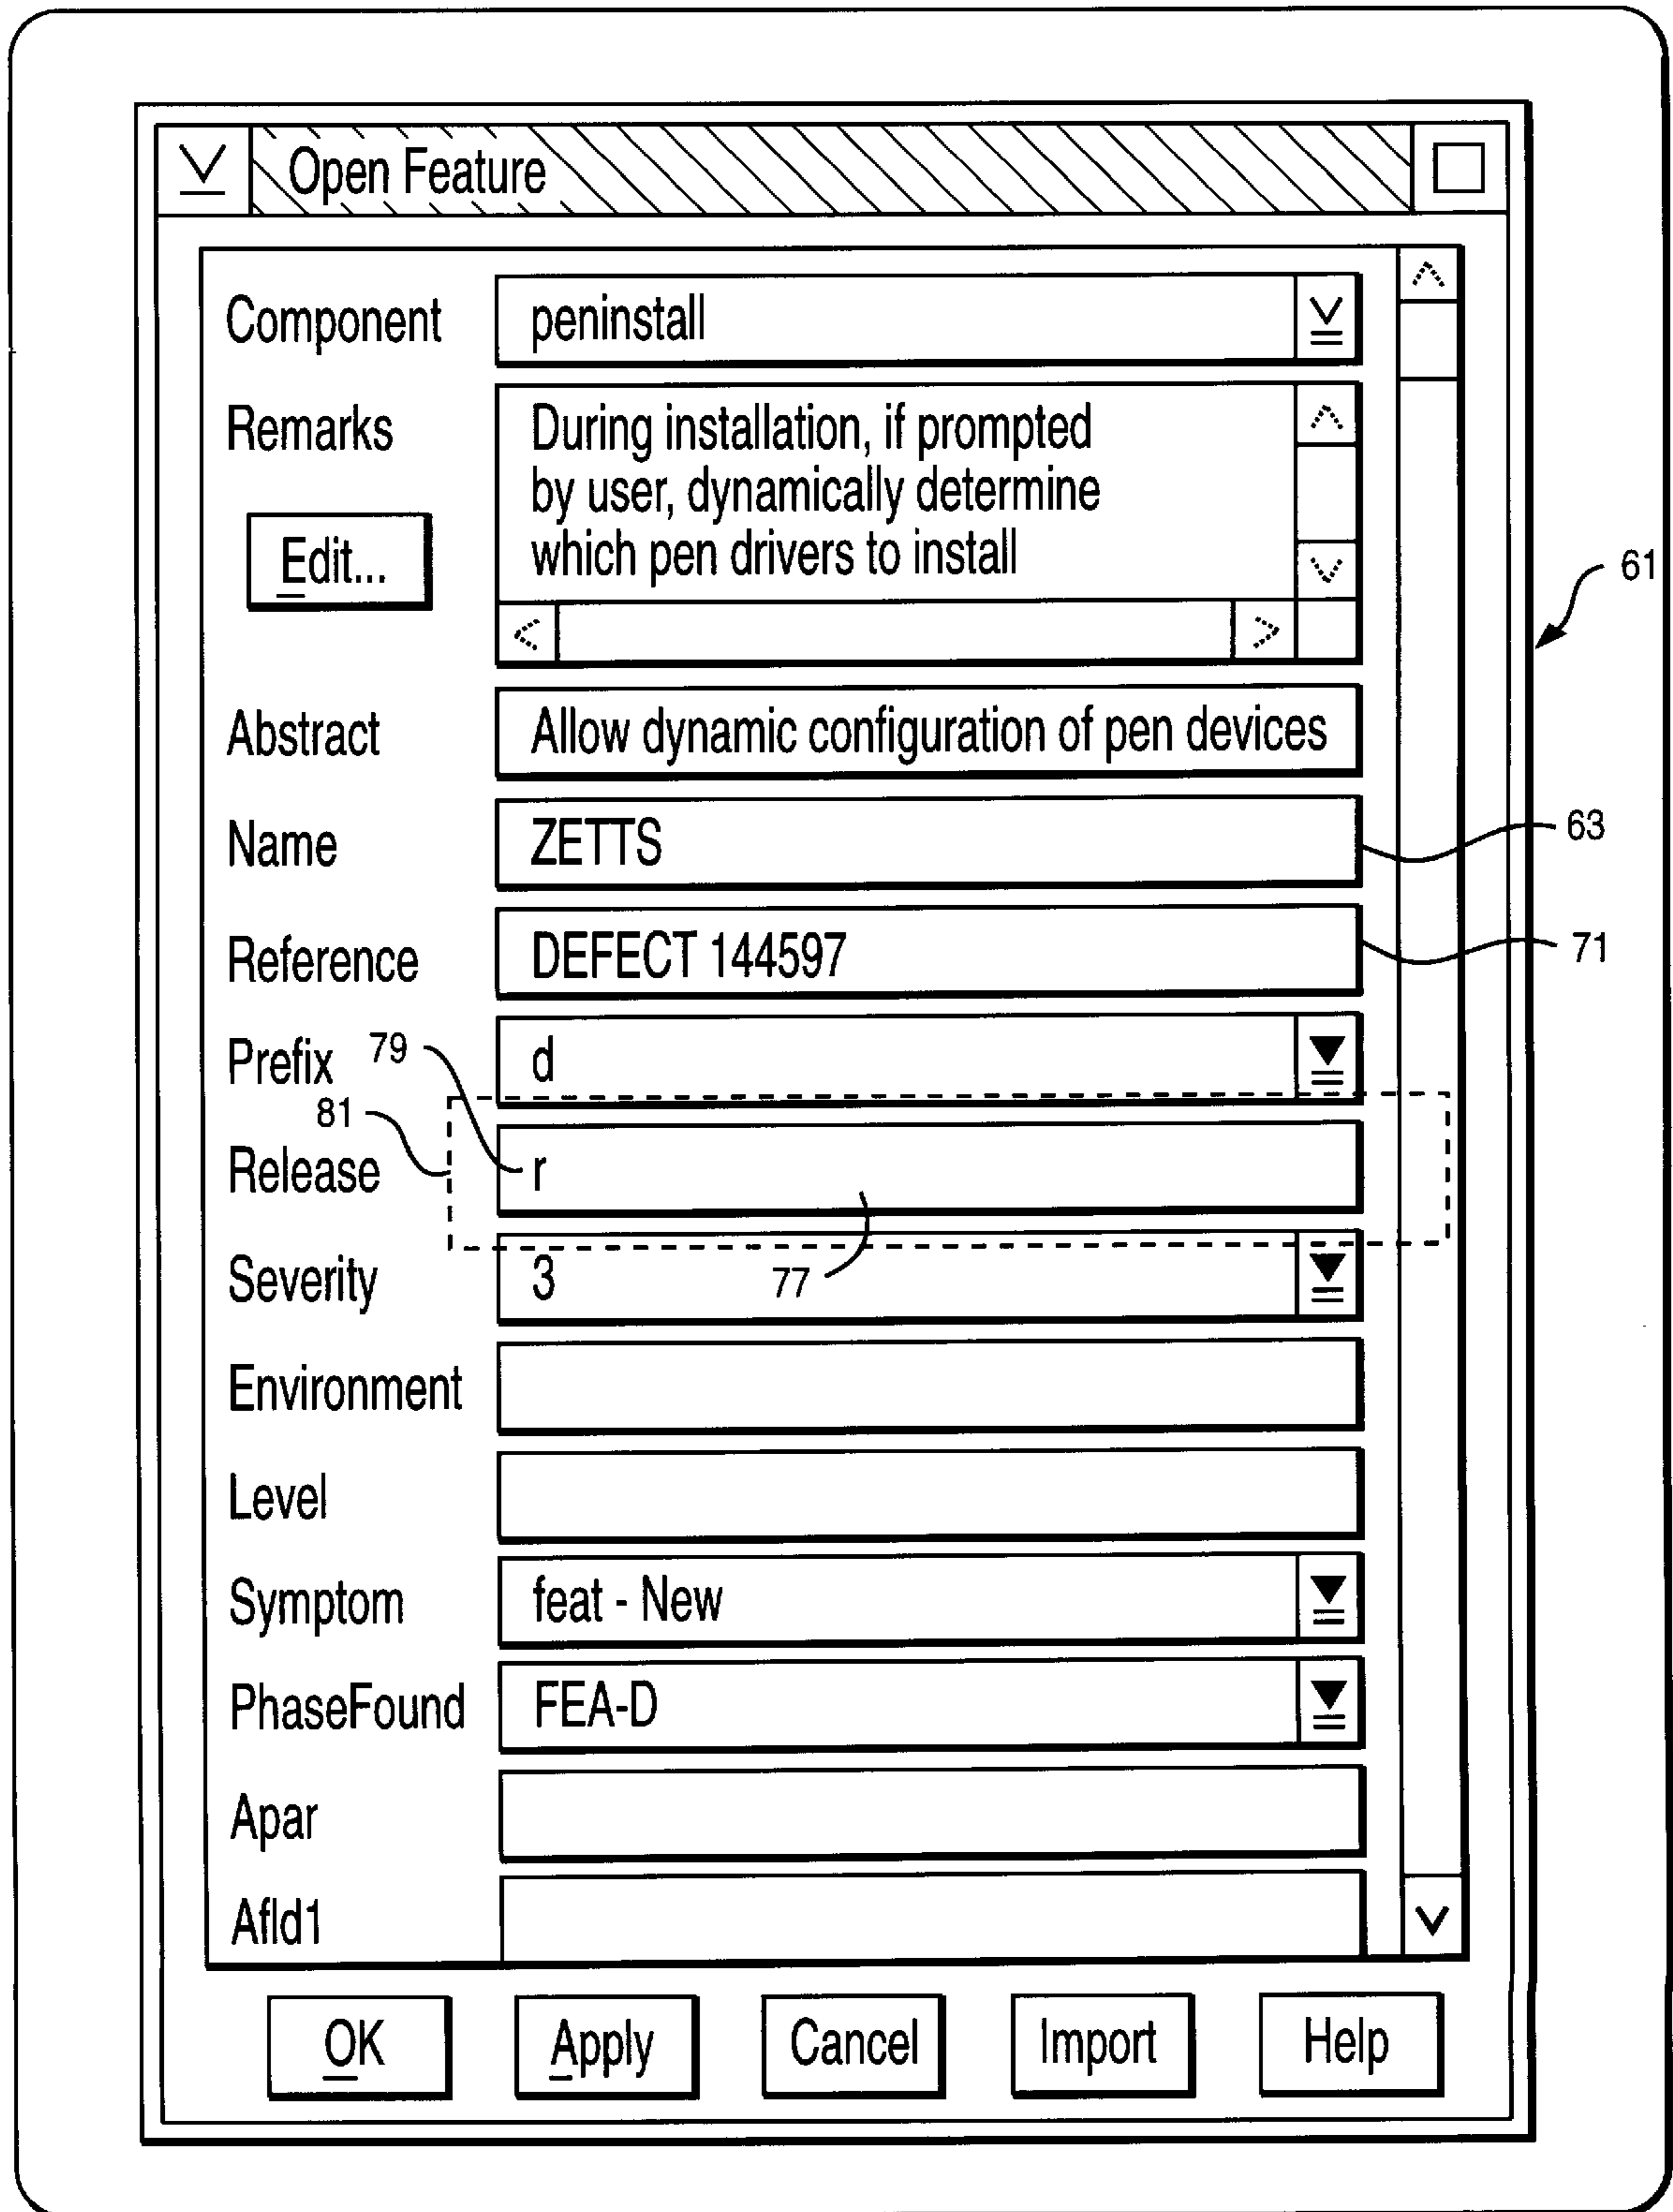 Open Feature
Component peninstall
Remarks During installation, if prompted
by user, dynamically determine
which pen drivers to install
Edit...
61
Abstract Allow dynamic configuration of pen devices
Name ZETTS
63
Reference DEFECT 144597
71
Prefix 79 d
81
Release r
Severity 3 77
Environment
Level
Symptom feat - New
PhaseFound FEA-D
Apar
Afld1
OK Apply Cancel Import Help